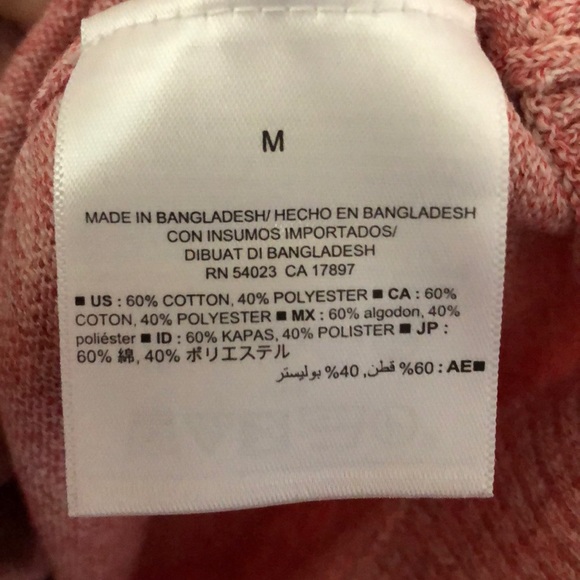 M
MADE IN BANGLADESH/ HECHO EN BANGLADESH
CON INSUMOS IMPORTADOS/
DIBUAT DI BANGLADESH
RN 54023 CA 17897
■ US : 60% COTTON, 40% POLYESTER ■ CA : 60%
COTON, 40% POLYESTER ■ MX : 60% algodon, 40%
poliéster ■ ID : 60% KAPAS, 40% POLISTER ■ JP :
60% 綿, 40% ポリエステル
■AE : 60% قطن, 40% بوليستر